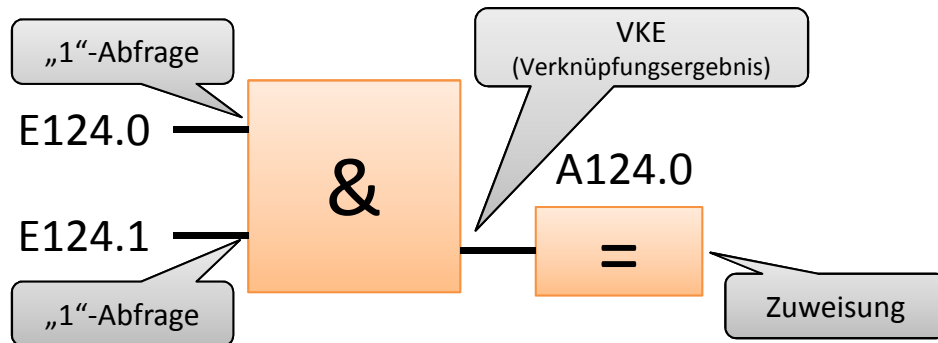 „1“-Abfrage
VKE
(Verknüpfungsergebnis)
E124.0
&
A124.0
E124.1
=
„1“-Abfrage
Zuweisung